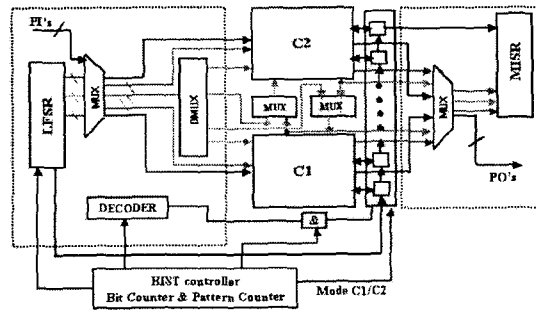 PI's
C2
MISR
LFSR
MUX
DMUX
MUX
MUX
MUX
C1
PO's
DECODER
&
BIST controller
Bit Counter & Pattern Counter
Mode C1/C2